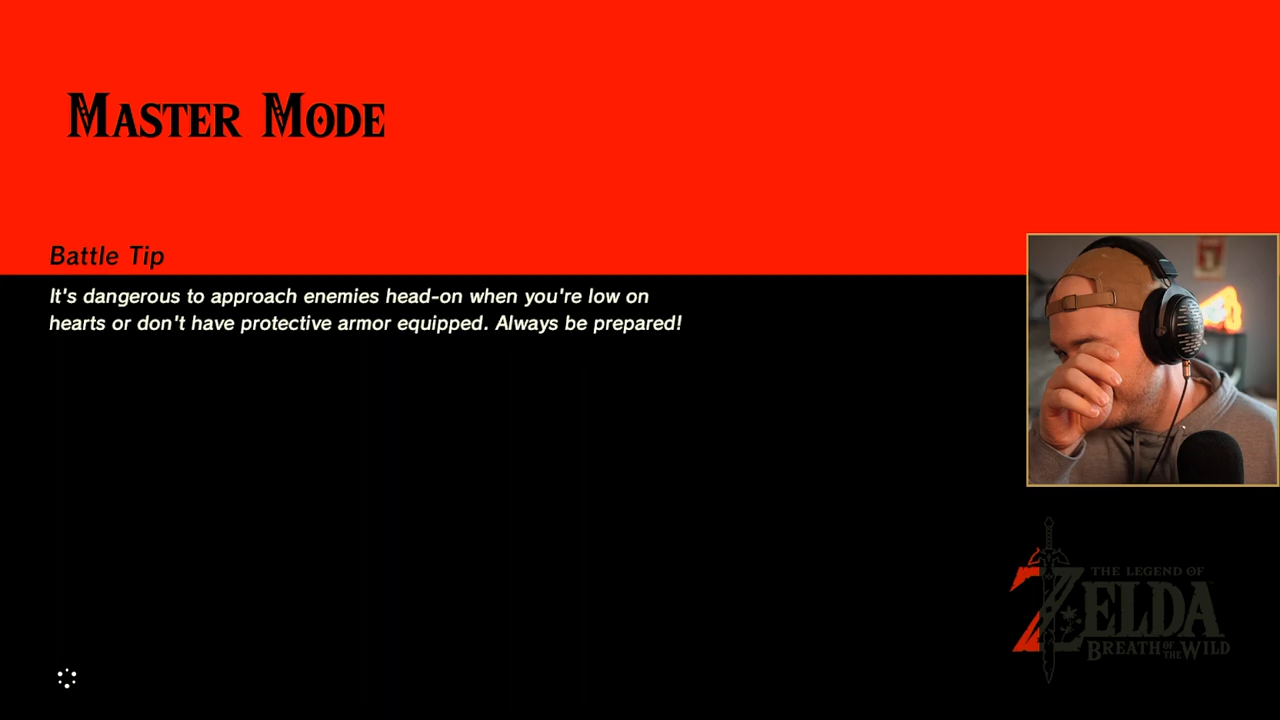 Master Mode
Battle Tip
It's dangerous to approach enemies head-on when you're low on
hearts or don't have protective armor equipped. Always be prepared!
THE LEGEND OF
ZELDA
BREATH OF THE WILD